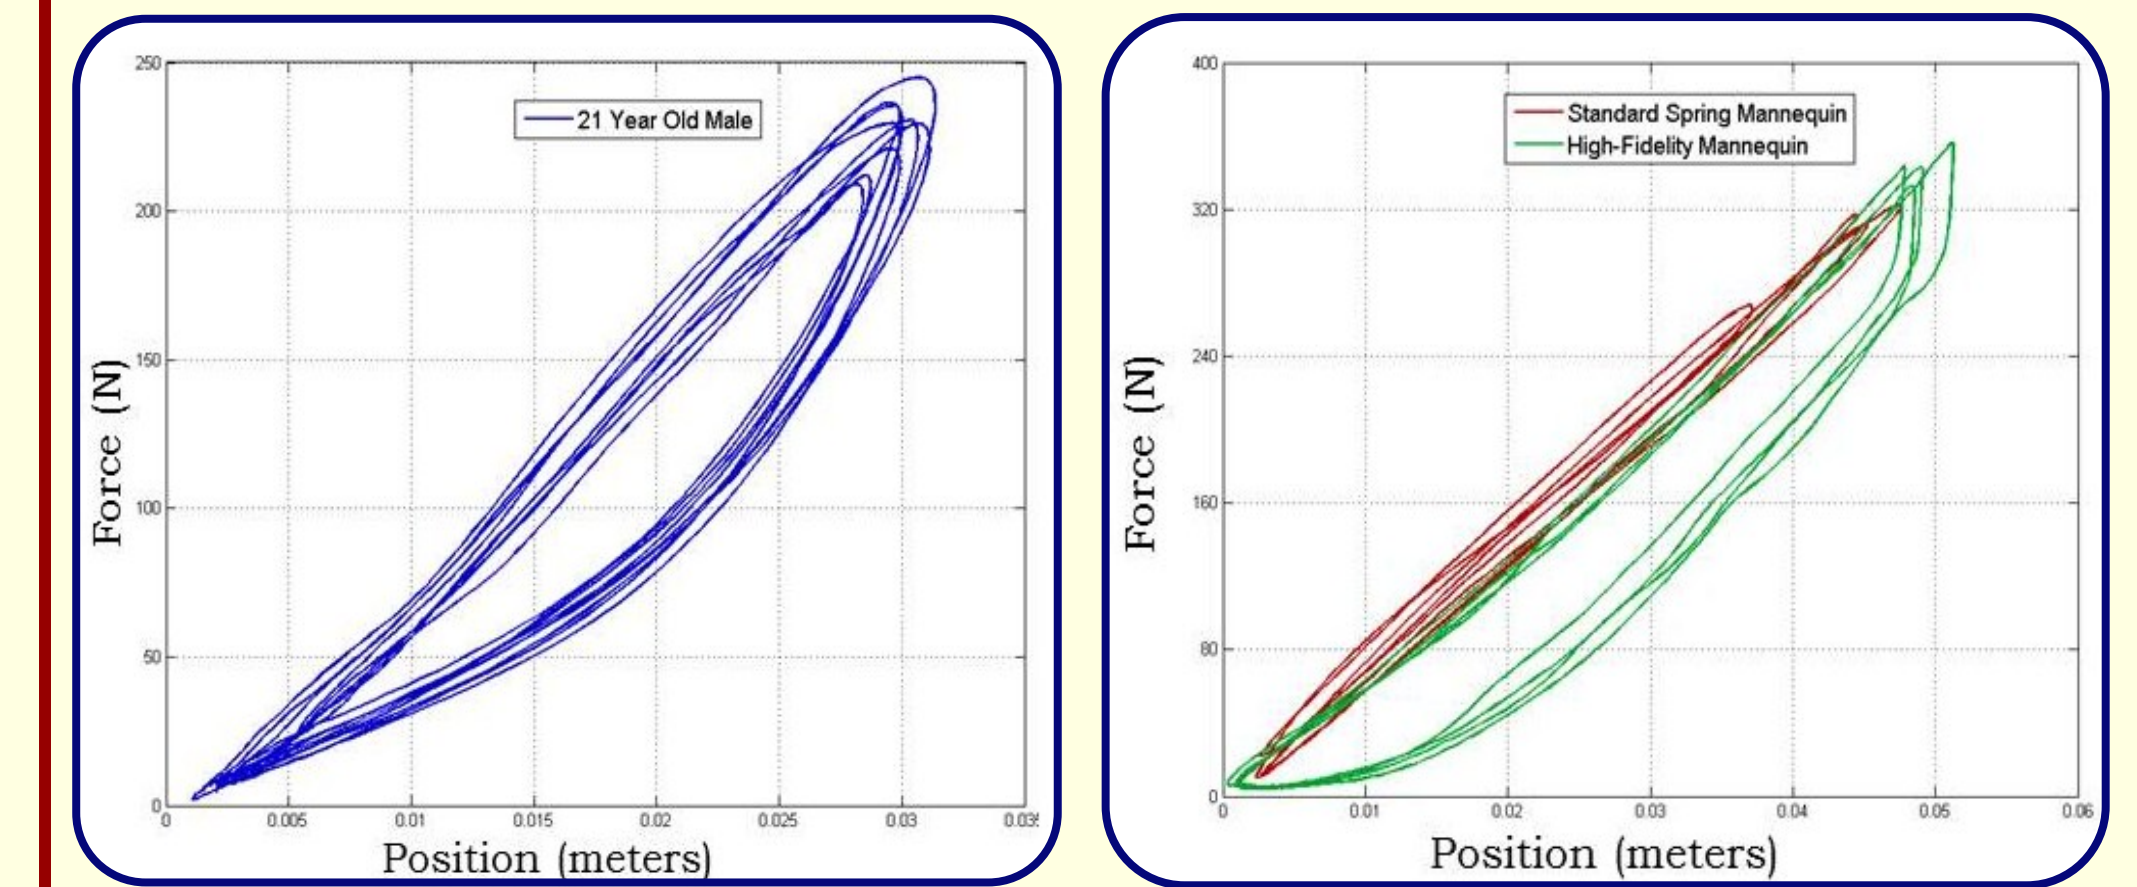 250
200
150
100
50
0
21 Year Old Male
0 0.005 0.01 0.015 0.02 0.025 0.03
Force (N)
Position (meters)
400
320
240
160
80
0
Standard Spring Mannequin
High-Fidelity Mannequin
0 0.01 0.02 0.03 0.04 0.05 0.06
Force (N)
Position (meters)